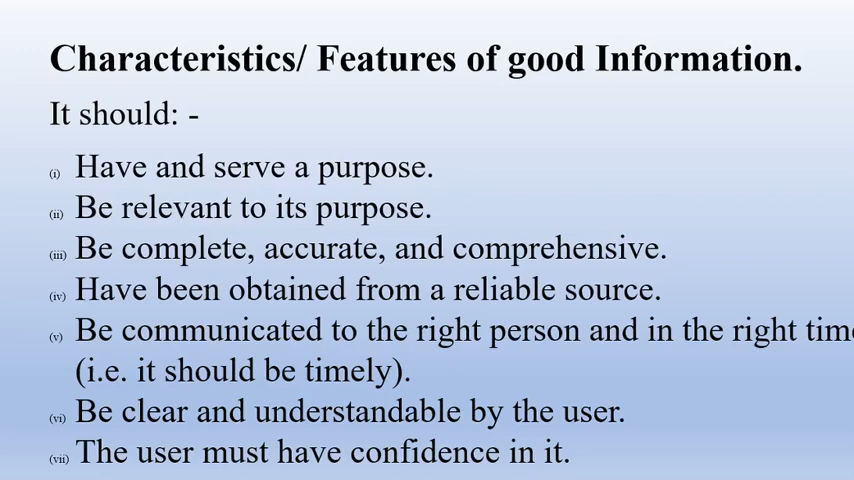 Characteristics/ Features of good Information.
It should: -
(i) Have and serve a purpose.
(ii) Be relevant to its purpose.
(iii) Be complete, accurate, and comprehensive.
(iv) Have been obtained from a reliable source.
(v) Be communicated to the right person and in the right time
(i.e. it should be timely).
(vi) Be clear and understandable by the user.
(vii) The user must have confidence in it.